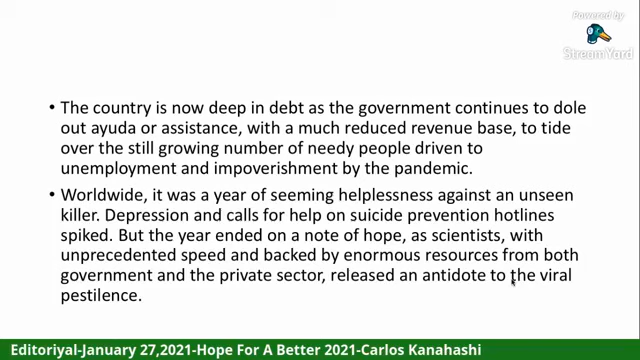 Powered by
StreamYard
• The country is now deep in debt as the government continues to dole
out ayuda or assistance, with a much reduced revenue base, to tide
over the still growing number of needy people driven to
unemployment and impoverishment by the pandemic.
• Worldwide, it was a year of seeming helplessness against an unseen
killer. Depression and calls for help on suicide prevention hotlines
spiked. But the year ended on a note of hope, as scientists, with
unprecedented speed and backed by enormous resources from both
government and the private sector, released an antidote to the viral
pestilence.
Editoriyal-January 27,2021-Hope For A Better 2021-Carlos Kanahashi